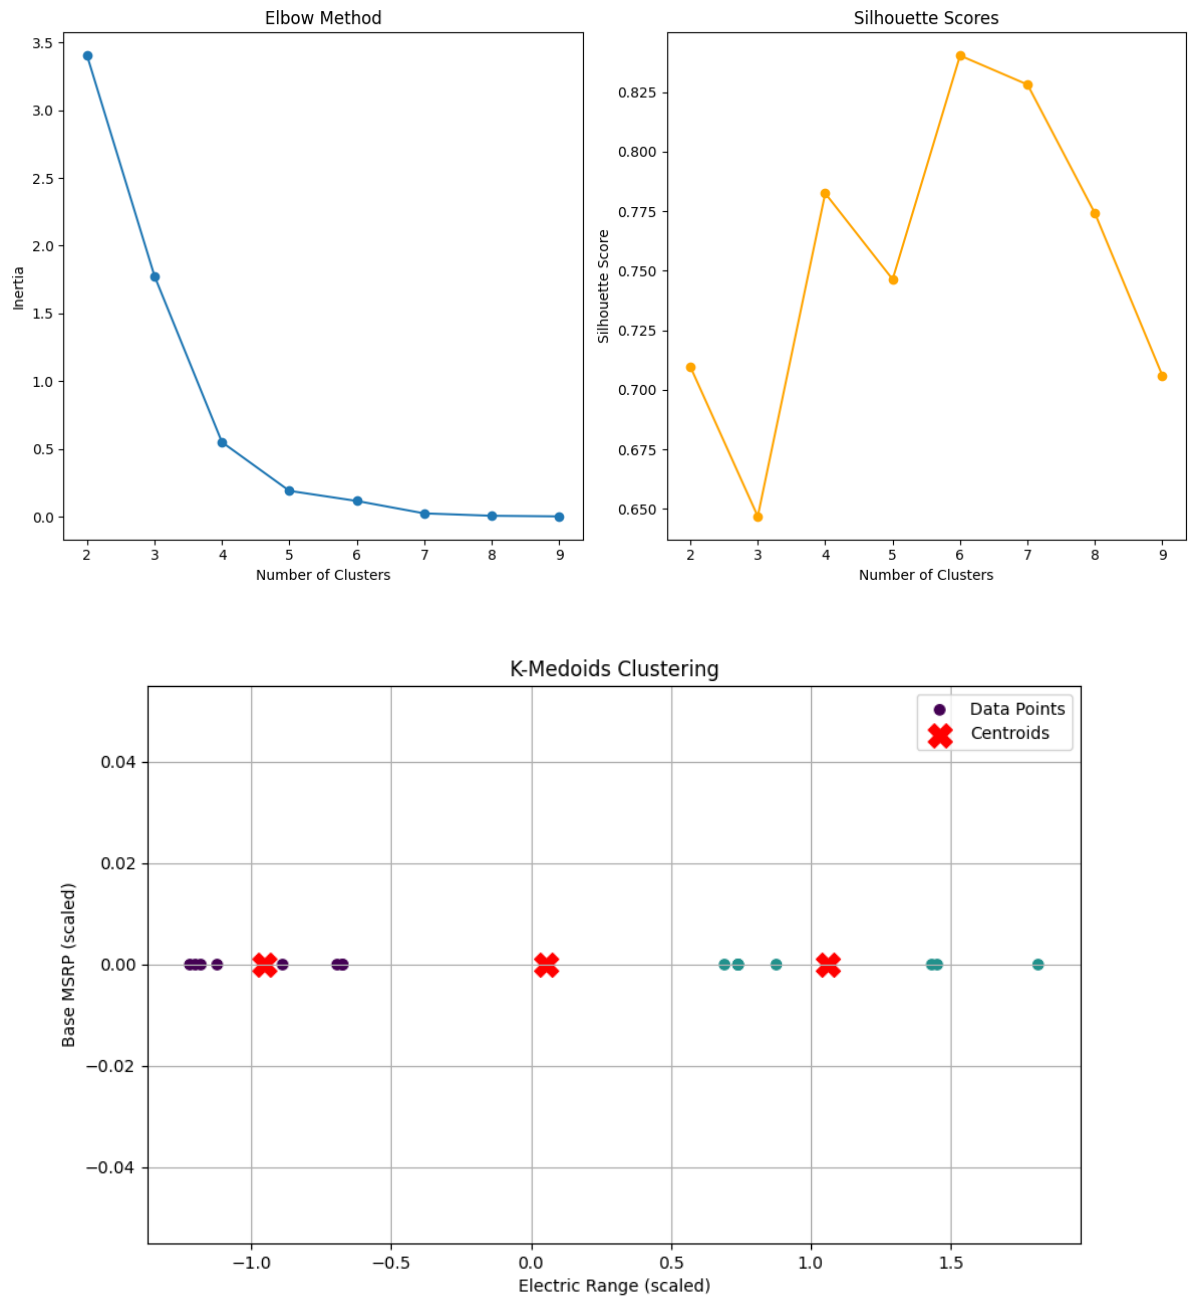 Elbow Method
3.5
3.0
2.5
2.0
1.5
1.0
0.5
0.0
Inertia
2 3 4 5 6 7 8 9
Number of Clusters
Silhouette Scores
0.825
0.800
0.775
0.750
0.725
0.700
0.675
0.650
Silhouette Score
2 3 4 5 6 7 8 9
Number of Clusters
K-Medoids Clustering
Data Points
Centroids
0.04
0.02
0.00
−0.02
−0.04
Base MSRP (scaled)
−1.0 −0.5 0.0 0.5 1.0 1.5
Electric Range (scaled)